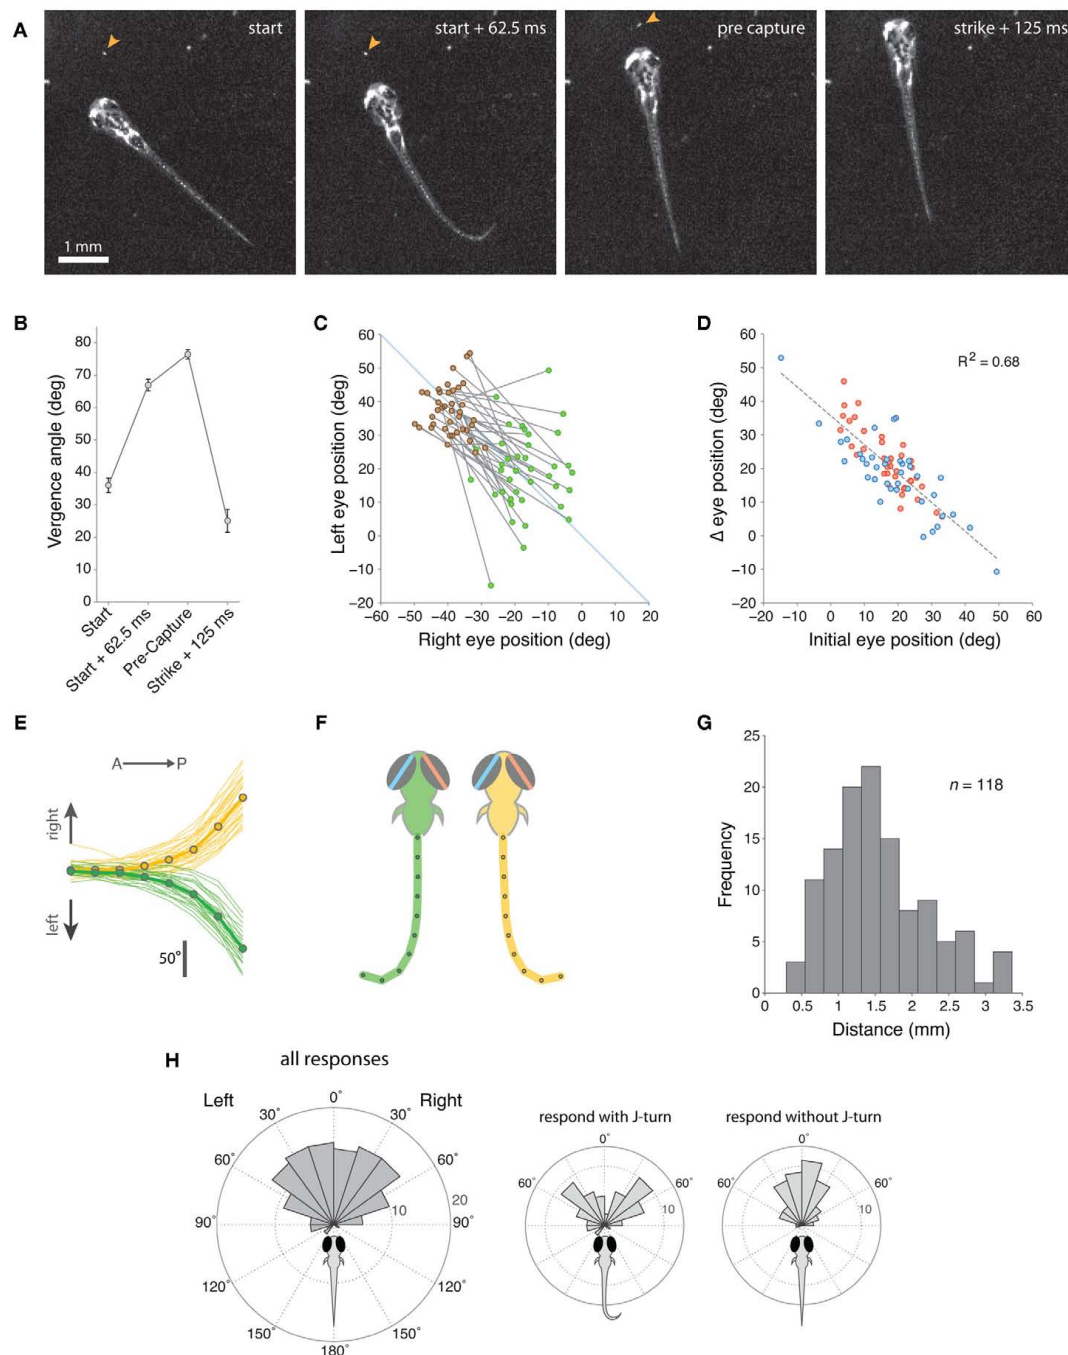 A
start
start + 62.5 ms
pre capture
strike + 125 ms
1 mm
B
Vergence angle (deg)
80
70
60
50
40
30
20
10
0
Start
Start + 62.5 ms
Pre-Capture
Strike + 125 ms
C
Left eye position (deg)
60
50
40
30
20
10
0
−10
−20
−60 −50 −40 −30 −20 −10 0 10 20
Right eye position (deg)
D
R² = 0.68
Δ eye position (deg)
60
50
40
30
20
10
0
−10
−20
−20 −10 0 10 20 30 40 50 60
Initial eye position (deg)
E
A P
right
left
50°
F
G
n = 118
Frequency
25
20
15
10
5
0
0 0.5 1 1.5 2 2.5 3 3.5
Distance (mm)
H
all responses
Left Right
0°
30° 30°
60° 60°
20
10
90° 90°
120° 120°
150° 150°
180°
respond with J-turn
0°
60° 60°
10
respond without J-turn
0°
60° 60°
10